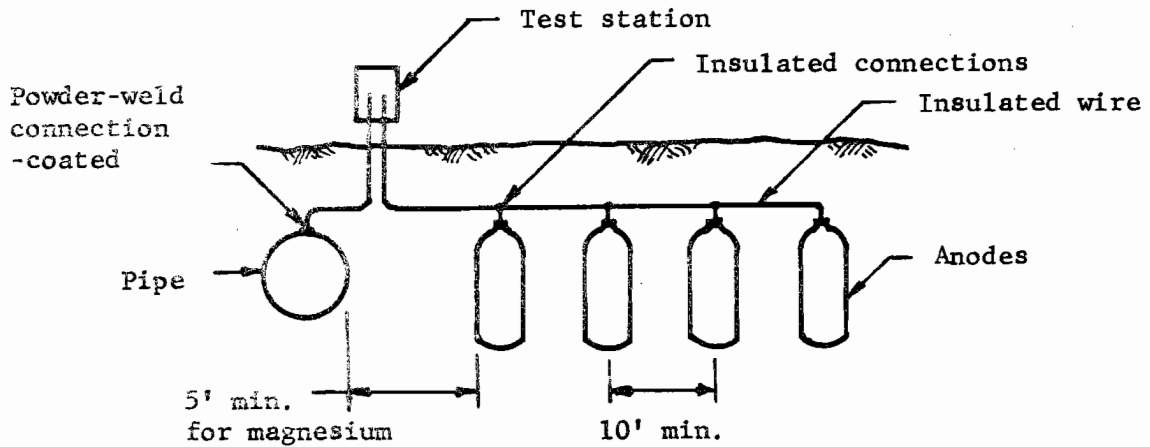 Test station
Insulated connections
Insulated wire
Powder-weld
connection
-coated
Pipe
Anodes
5' min.
for magnesium
10' min.